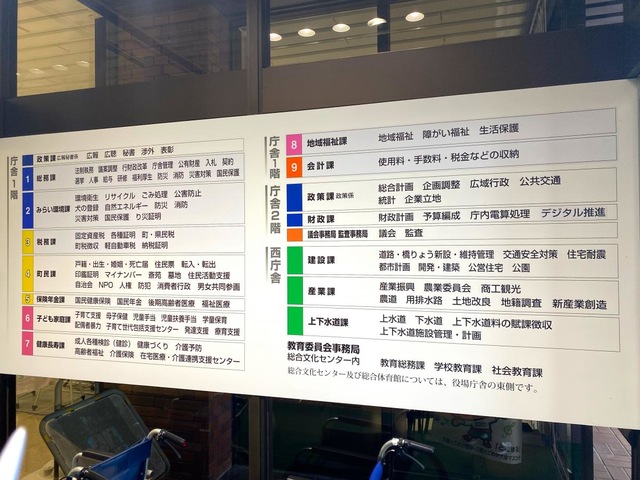 庁舎1階
政策課 広報秘書係 広報 広聴 秘書 渉外 表彰
1 総務課 法制執務 議案調整 行財政改革 庁舎管理 公有財産 入札 契約
選挙 人事 給与 研修 福利厚生 防災 消防 災害対策 国民保護
2 みらい環境課 環境衛生 リサイクル ごみ処理 公害防止
犬の登録 自然エネルギー 防災 消防
災害対策 国民保護 り災証明
3 税務課 固定資産税 各種証明 町・県民税
町税徴収 軽自動車税 納税証明
4 町民課 戸籍・出生・婚姻・死亡届 住民票 転入・転出
印鑑証明 マイナンバー 斎苑 墓地 住民活動支援
自治会 NPO 人権 防犯 消費者行政 男女共同参画
5 保険年金課 国民健康保険 国民年金 後期高齢者医療 福祉医療
6 子ども家庭課 子育て支援 母子保健 児童手当 児童扶養手当 学童保育
配偶者暴力 子育て世代包括支援センター 発達支援 療育支援
7 健康長寿課 成人各種検診(健診) 健康づくり 介護予防
高齢者福祉 介護保険 在宅医療・介護連携支援センター
庁舎1階
8 地域福祉課 地域福祉 障がい福祉 生活保護
9 会計課 使用料・手数料・税金などの収納
庁舎2階
政策課 政策係 総合計画 企画調整 広域行政 公共交通
統計 企業立地
財政課 財政計画 予算編成 庁内電算処理 デジタル推進
議会事務局 監査事務局 議会 監査
西庁舎
建設課 道路・橋りょう新設・維持管理 交通安全対策 住宅耐震
都市計画 開発・建築 公営住宅 公園
産業課 産業振興 農業委員会 商工観光
農道 用排水路 土地改良 地籍調査 新産業創造
上下水道課 上水道 下水道 上下水道料の賦課徴収
上下水道施設管理・計画
教育委員会事務局
総合文化センター内 教育総務課 学校教育課 社会教育課
総合文化センター及び総合体育館については、役場庁舎の東側です。